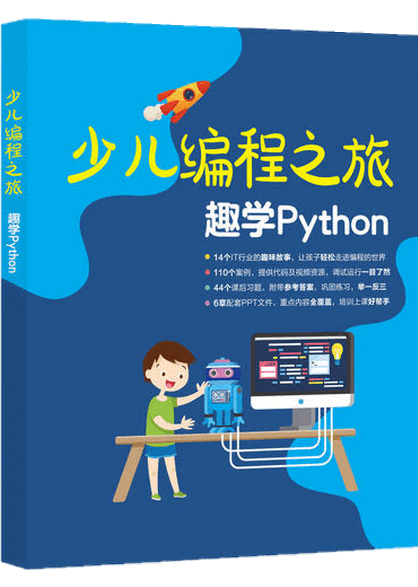 少儿编程之旅
趣学Python
少儿编程之旅
趣学Python
14个IT行业的趣味故事，让孩子轻松走进编程的世界
110个案例，提供代码及视频资源，调试运行一目了然
44个课后习题，附带参考答案，巩固练习，举一反三
6章配套PPT文件，重点内容全覆盖，培训上课好帮手